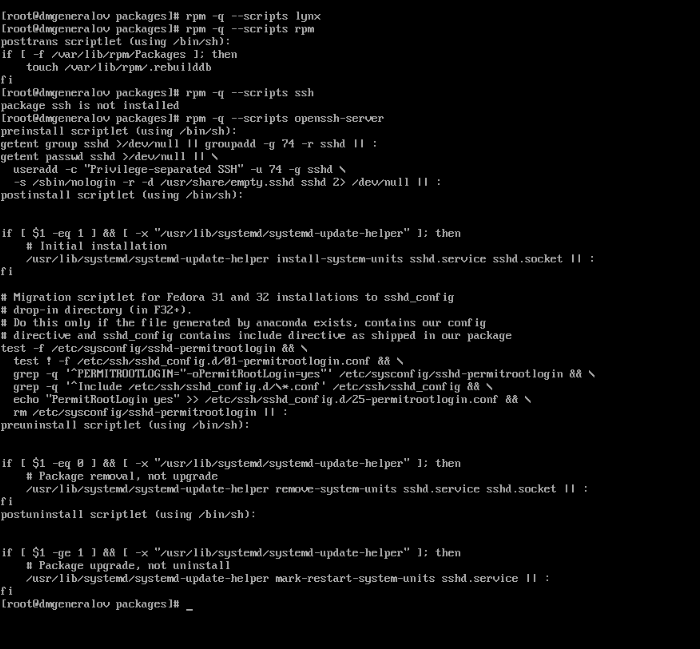 [root@dmgeneralov packages]# rpm -q --scripts lynx
[root@dmgeneralov packages]# rpm -q --scripts rpm
posttrans scriptlet (using /bin/sh):
if [ -f /var/lib/rpm/Packages ]; then
    touch /var/lib/rpm/.rebuilddb
fi
[root@dmgeneralov packages]# rpm -q --scripts ssh
package ssh is not installed
[root@dmgeneralov packages]# rpm -q --scripts openssh-server
preinstall scriptlet (using /bin/sh):
getent group sshd >/dev/null || groupadd -g 74 -r sshd || :
getent passwd sshd >/dev/null || \
  useradd -c "Privilege-separated SSH" -u 74 -g sshd \
  -s /sbin/nologin -r -d /usr/share/empty.sshd sshd 2> /dev/null || :
postinstall scriptlet (using /bin/sh):
if [ $1 -eq 1 ] && [ -x "/usr/lib/systemd/systemd-update-helper" ]; then
    # Initial installation
    /usr/lib/systemd/systemd-update-helper install-system-units sshd.service sshd.socket || :
fi
# Migration scriptlet for Fedora 31 and 32 installations to sshd_config
# drop-in directory (in F32+).
# Do this only if the file generated by anaconda exists, contains our config
# directive and sshd_config contains include directive as shipped in our package
test -f /etc/sysconfig/sshd-permitrootlogin && \
  test ! -f /etc/ssh/sshd_config.d/01-permitrootlogin.conf && \
  grep -q '^PERMITROOTLOGIN="-oPermitRootLogin=yes"' /etc/sysconfig/sshd-permitrootlogin && \
  grep -q '^Include /etc/ssh/sshd_config.d/\*.conf' /etc/ssh/sshd_config && \
  echo "PermitRootLogin yes" >> /etc/ssh/sshd_config.d/25-permitrootlogin.conf && \
  rm /etc/sysconfig/sshd-permitrootlogin || :
preuninstall scriptlet (using /bin/sh):
if [ $1 -eq 0 ] && [ -x "/usr/lib/systemd/systemd-update-helper" ]; then
    # Package removal, not upgrade
    /usr/lib/systemd/systemd-update-helper remove-system-units sshd.service sshd.socket || :
fi
postuninstall scriptlet (using /bin/sh):
if [ $1 -ge 1 ] && [ -x "/usr/lib/systemd/systemd-update-helper" ]; then
    # Package upgrade, not uninstall
    /usr/lib/systemd/systemd-update-helper mark-restart-system-units sshd.service || :
fi
[root@dmgeneralov packages]# _